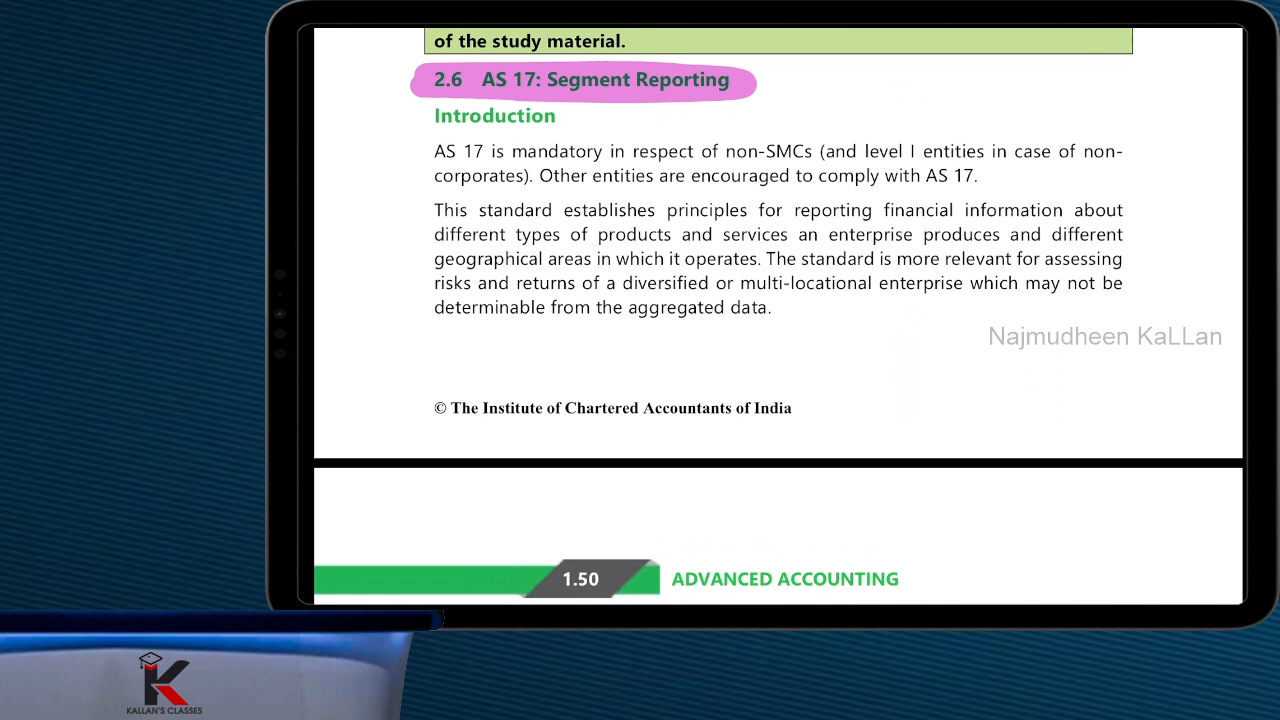 of the study material.
2.6 AS 17: Segment Reporting
Introduction
AS 17 is mandatory in respect of non-SMCs (and level I entities in case of non-
corporates). Other entities are encouraged to comply with AS 17.
This standard establishes principles for reporting financial information about
different types of products and services an enterprise produces and different
geographical areas in which it operates. The standard is more relevant for assessing
risks and returns of a diversified or multi-locational enterprise which may not be
determinable from the aggregated data.
Najmudheen KaLLan
© The Institute of Chartered Accountants of India
1.50 ADVANCED ACCOUNTING
K
KALLAN'S CLASSES